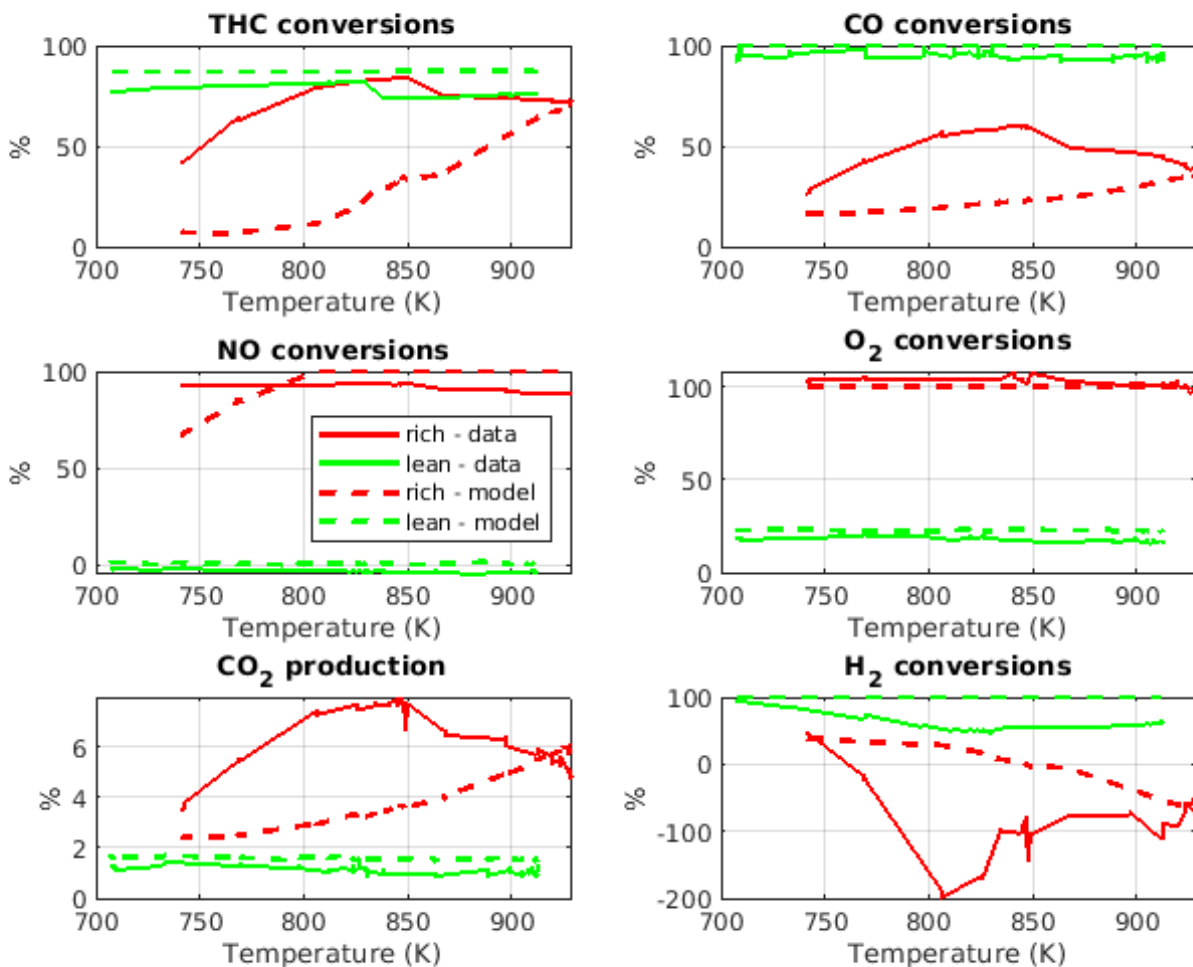 THC conversions
100
50
0
%
700 750 800 850 900
Temperature (K)
CO conversions
100
50
0
%
700 750 800 850 900
Temperature (K)
NO conversions
100
50
0
%
rich - data
lean - data
rich - model
lean - model
700 750 800 850 900
Temperature (K)
O2 conversions
100
50
0
%
700 750 800 850 900
Temperature (K)
CO2 production
6
4
2
0
%
700 750 800 850 900
Temperature (K)
H2 conversions
100
0
-100
-200
%
700 750 800 850 900
Temperature (K)